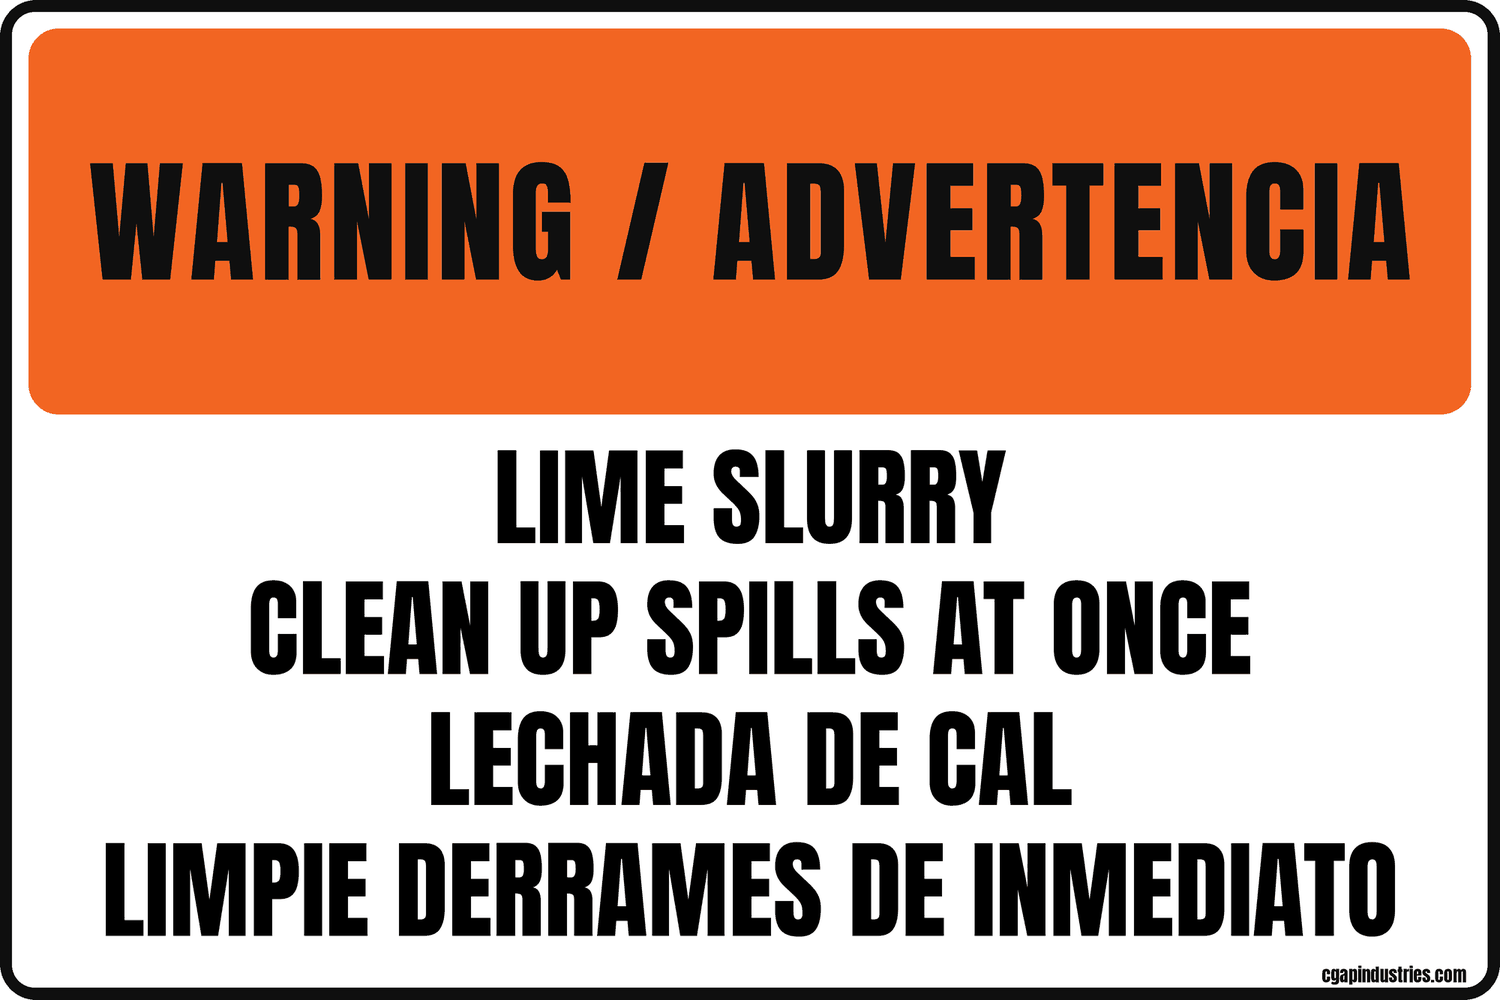 WARNING / ADVERTENCIA
LIME SLURRY
CLEAN UP SPILLS AT ONCE
LECHADA DE CAL
LIMPIE DERRAMES DE INMEDIATO
cgapindustries.com